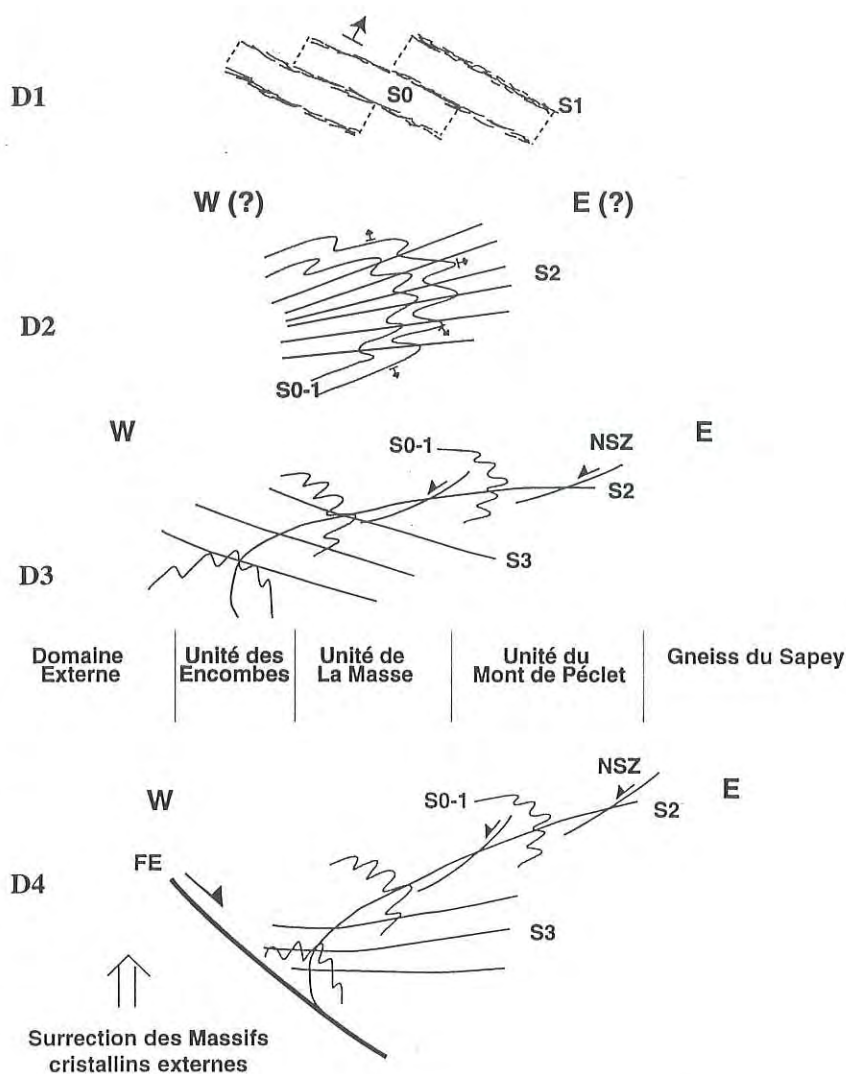 D1
S0
S1
W (?)
E (?)
S2
D2
S0-1
W
E
S0-1
NSZ
S2
S3
D3
Domaine
Externe
Unité des
Encombes
Unité de
La Masse
Unité du
Mont de Péclet
Gneiss du Sapey
NSZ
W
E
S0-1
S2
FE
D4
S3
Surrection des Massifs
cristallins externes